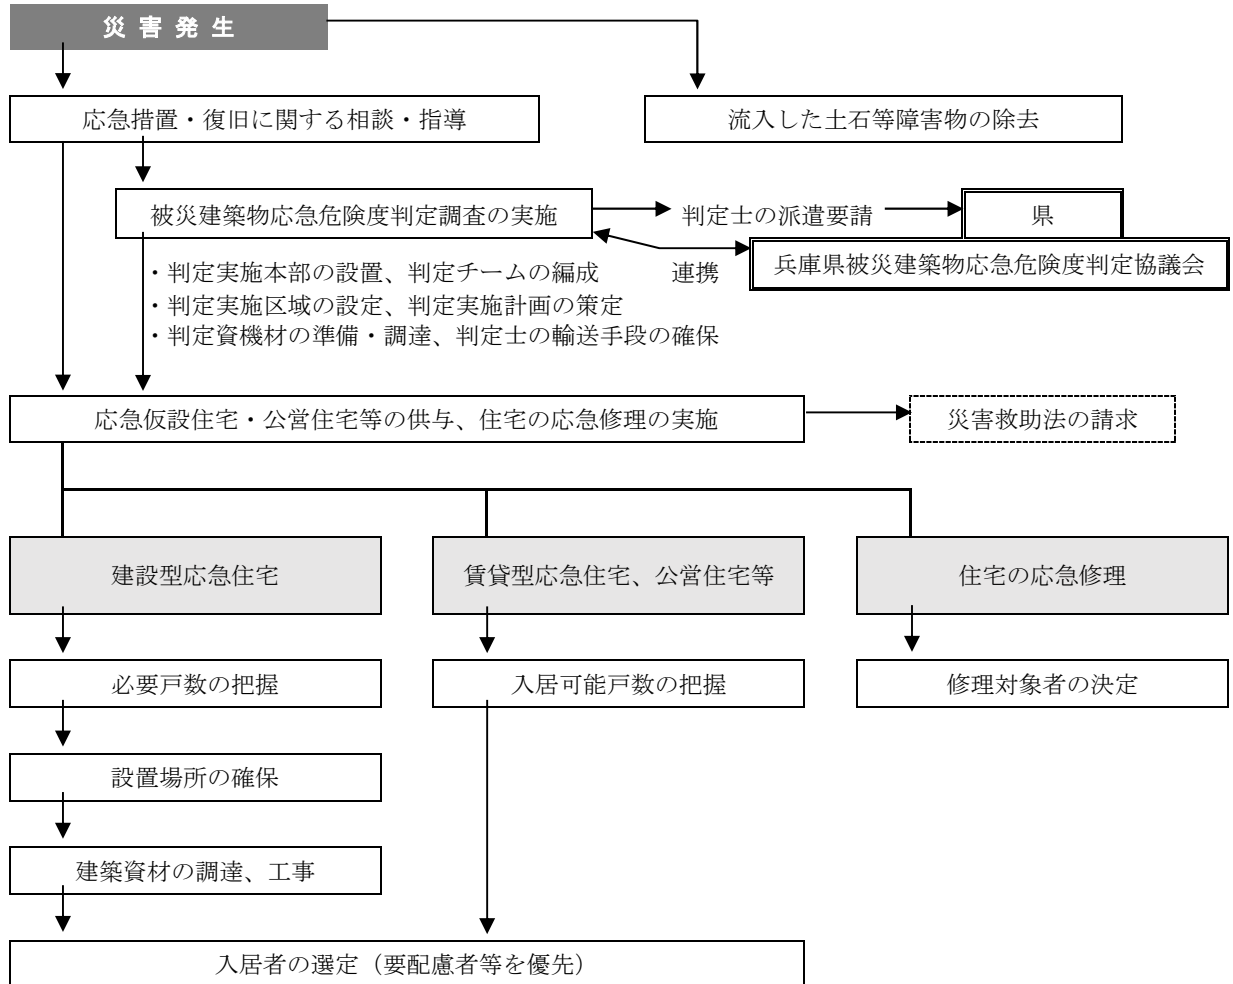 災害発生
応急措置・復旧に関する相談・指導
流入した土石等障害物の除去
被災建築物応急危険度判定調査の実施
判定士の派遣要請
県
兵庫県被災建築物応急危険度判定協議会
連携
・判定実施本部の設置、判定チームの編成
・判定実施区域の設定、判定実施計画の策定
・判定資機材の準備・調達、判定士の輸送手段の確保
応急仮設住宅・公営住宅等の供与、住宅の応急修理の実施
災害救助法の請求
建設型応急住宅
賃貸型応急住宅、公営住宅等
住宅の応急修理
必要戸数の把握
入居可能戸数の把握
修理対象者の決定
設置場所の確保
建築資材の調達、工事
入居者の選定（要配慮者等を優先）